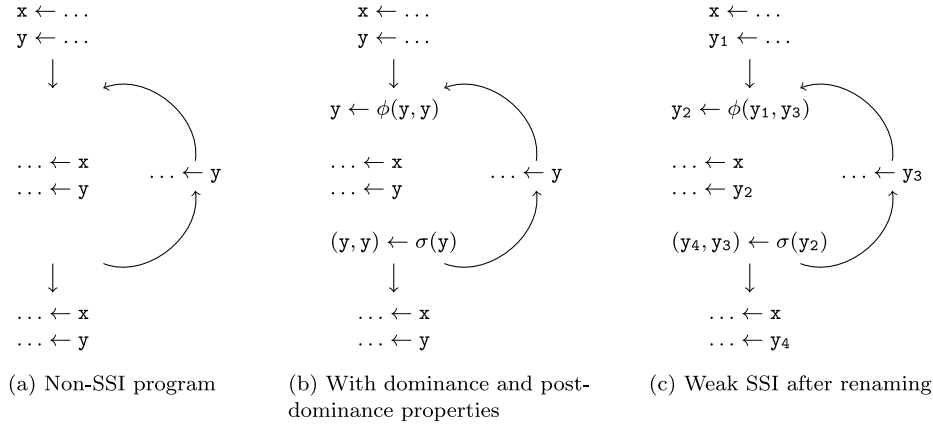 x ← ...
y ← ...
... ← x
... ← y
... ← y
... ← x
... ← y
(a) Non-SSI program
x ← ...
y ← ...
y ← ϕ(y, y)
... ← x
... ← y
... ← y
(y, y) ← σ(y)
... ← x
... ← y
(b) With dominance and post-
dominance properties
x ← ...
y₁ ← ...
y₂ ← ϕ(y₁, y₃)
... ← x
... ← y₂
... ← y₃
(y₄, y₃) ← σ(y₂)
... ← x
... ← y₄
(c) Weak SSI after renaming